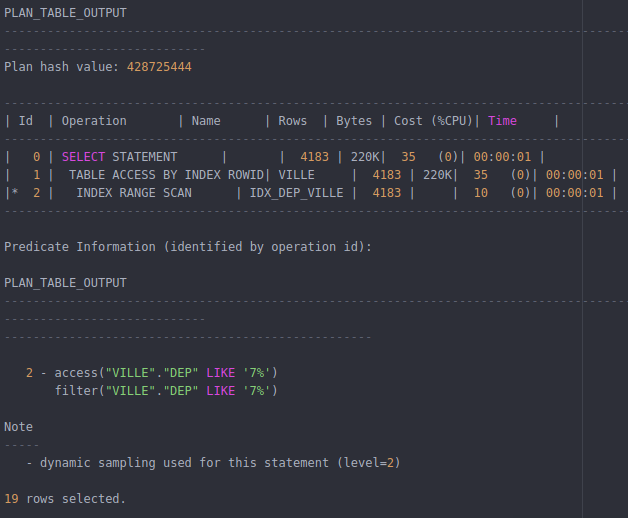 PLAN_TABLE_OUTPUT
--------------------------------------------------------------------------------------
----------------------------
Plan hash value: 428725444
--------------------------------------------------------------------------------------
| Id  | Operation       | Name      | Rows  | Bytes | Cost (%CPU)| Time     |
--------------------------------------------------------------------------------------
|   0 | SELECT STATEMENT      |       |  4183 | 220K|  35   (0)| 00:00:01 |
|   1 |  TABLE ACCESS BY INDEX ROWID| VILLE     |  4183 | 220K|  35   (0)| 00:00:01 |
|*  2 |   INDEX RANGE SCAN      | IDX_DEP_VILLE |  4183 |     |  10   (0)| 00:00:01 |
--------------------------------------------------------------------------------------
Predicate Information (identified by operation id):
PLAN_TABLE_OUTPUT
--------------------------------------------------------------------------------------
----------------------------
---------------------------------------------------
   2 - access("VILLE"."DEP" LIKE '7%')
       filter("VILLE"."DEP" LIKE '7%')
Note
-----
   - dynamic sampling used for this statement (level=2)
19 rows selected.